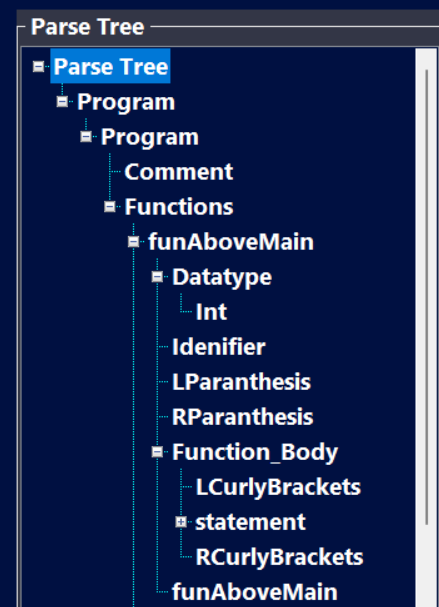 Parse Tree
Parse Tree
Program
Program
Comment
Functions
funAboveMain
Datatype
Int
Idenifier
LParanthesis
RParanthesis
Function_Body
LCurlyBrackets
statement
RCurlyBrackets
funAboveMain